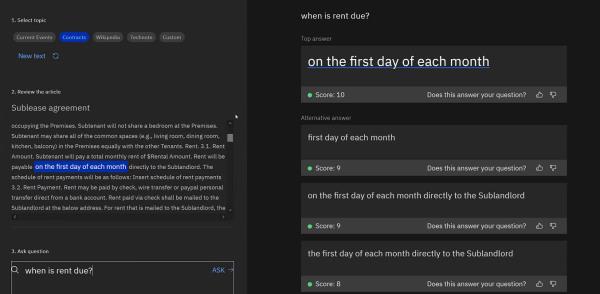 1. Select topic
Current Events Contracts Wikipedia Technote Custom
New text
2. Review the article
Sublease agreement
occupying the Premises. Subtenant will not share a bedroom at the Premises.
Subtenant may share all of the common spaces (e.g., living room, dining room,
kitchen, balcony) in the Premises equally with the other Tenants. Rent. 3.1. Rent
Amount. Subtenant will pay a total monthly rent of $Rental Amount. Rent will be
payable on the first day of each month directly to the Sublandlord. The
schedule of rent payments will be as follows: Insert schedule of rent payments
3.2. Rent Payment. Rent may be paid by check, wire transfer or paypal personal
transfer direct from a bank account. Rent paid via check shall be mailed to the
Sublandlord at the below address. For rent that is mailed to the Sublandlord, the
3. Ask question
when is rent due?
ASK →
when is rent due?
Top answer
on the first day of each month
Score: 10 Does this answer your question?
Alternative answer
first day of each month
Score: 9 Does this answer your question?
on the first day of each month directly to the Sublandlord
Score: 9 Does this answer your question?
the first day of each month directly to the Sublandlord
Score: 8 Does this answer your question?